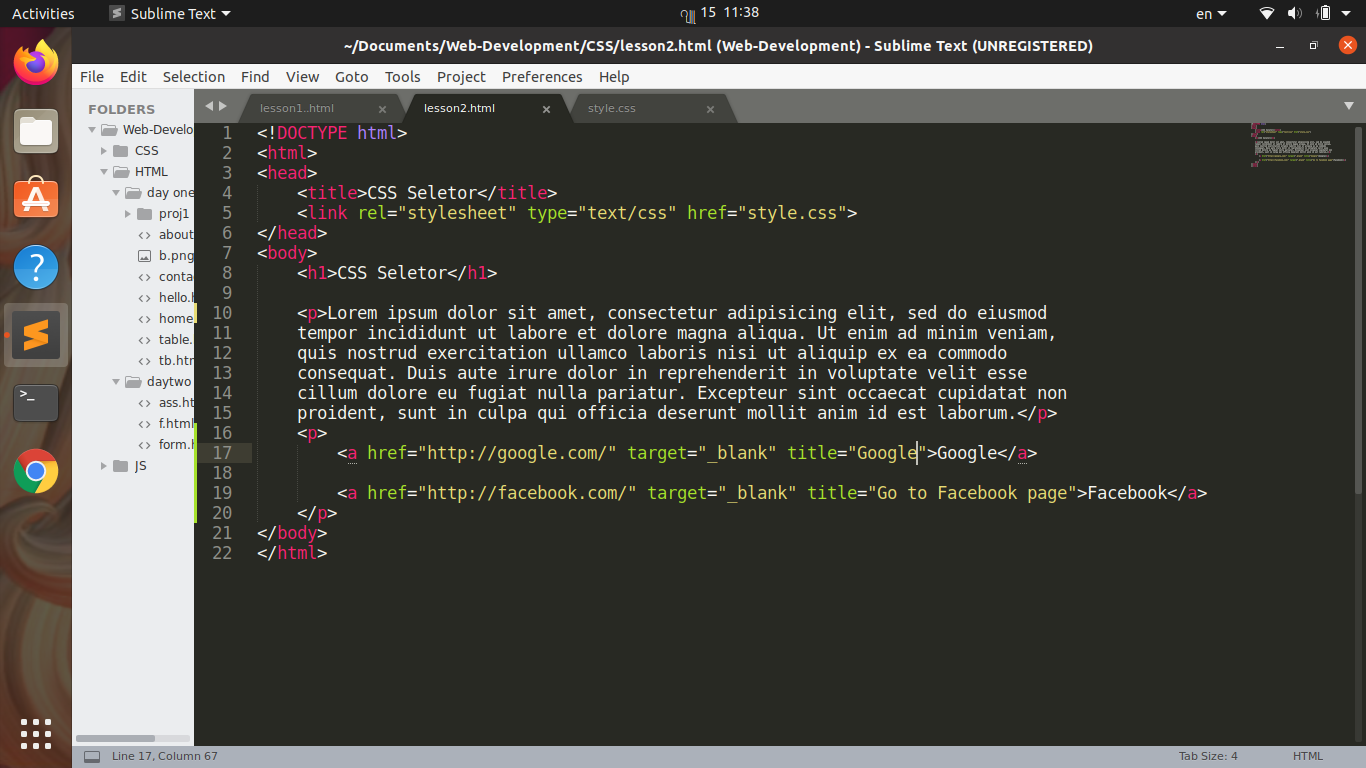 Activities
Sublime Text
15 11:38
en
~/Documents/Web-Development/CSS/lesson2.html (Web-Development) - Sublime Text (UNREGISTERED)
File Edit Selection Find View Goto Tools Project Preferences Help
FOLDERS
Web-Develo
CSS
HTML
day one
proj1
about
b.png
conta
hello.h
home
table.
tb.htm
daytwo
ass.ht
f.html
form.h
JS
lesson1..html
lesson2.html
style.css
1 <!DOCTYPE html>
2 <html>
3 <head>
4 <title>CSS Seletor</title>
5 <link rel="stylesheet" type="text/css" href="style.css">
6 </head>
7 <body>
8 <h1>CSS Seletor</h1>
9
10 <p>Lorem ipsum dolor sit amet, consectetur adipisicing elit, sed do eiusmod
11 tempor incididunt ut labore et dolore magna aliqua. Ut enim ad minim veniam,
12 quis nostrud exercitation ullamco laboris nisi ut aliquip ex ea commodo
13 consequat. Duis aute irure dolor in reprehenderit in voluptate velit esse
14 cillum dolore eu fugiat nulla pariatur. Excepteur sint occaecat cupidatat non
15 proident, sunt in culpa qui officia deserunt mollit anim id est laborum.</p>
16 <p>
17 <a href="http://google.com/" target="_blank" title="Google">Google</a>
18
19 <a href="http://facebook.com/" target="_blank" title="Go to Facebook page">Facebook</a>
20 </p>
21 </body>
22 </html>
Line 17, Column 67
Tab Size: 4
HTML